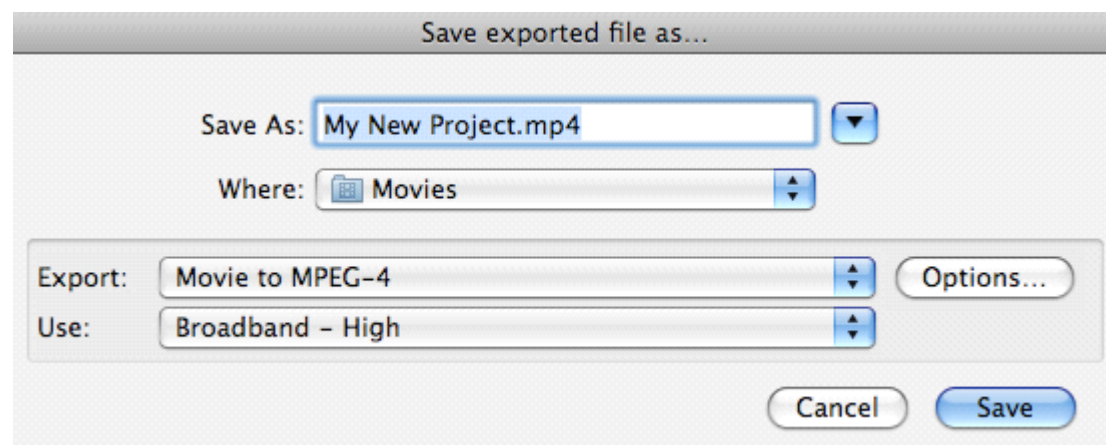 Save exported file as...
Save As: My New Project.mp4
Where: Movies
Export: Movie to MPEG-4 Options...
Use: Broadband - High
Cancel Save